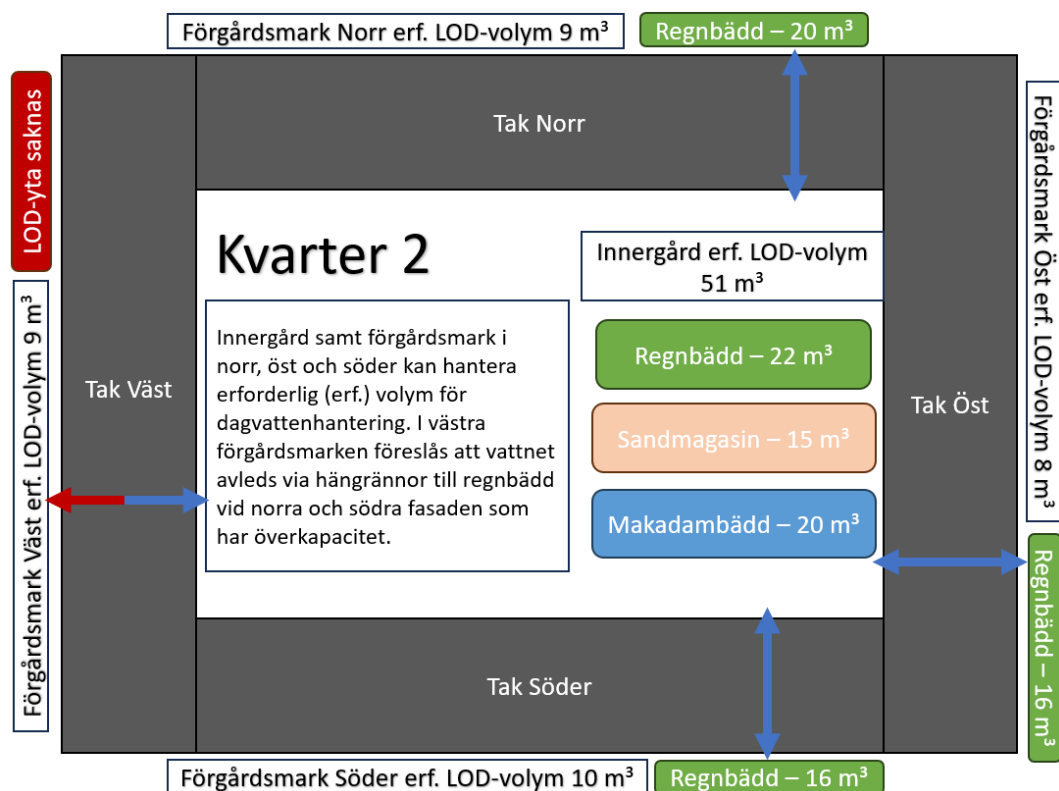 Förgårdsmark Norr erf. LOD-volym 9 m³
Regnbädd – 20 m³
LOD-yta saknas
Förgårdsmark Väst erf. LOD-volym 9 m³
Tak Norr
Tak Väst
Kvarter 2
Innergård samt förgårdsmark i
norr, öst och söder kan hantera
erforderlig (erf.) volym för
dagvattenhantering. I västra
förgårdsmarken föreslås att vattnet
avleds via hängrännor till regnbädd
vid norra och södra fasaden som
har överkapacitet.
Innergård erf. LOD-volym
51 m³
Regnbädd – 22 m³
Sandmagasin – 15 m³
Makadambädd – 20 m³
Tak Öst
Förgårdsmark Öst erf. LOD-volym 8 m³
Regnbädd – 16 m³
Tak Söder
Förgårdsmark Söder erf. LOD-volym 10 m³
Regnbädd – 16 m³